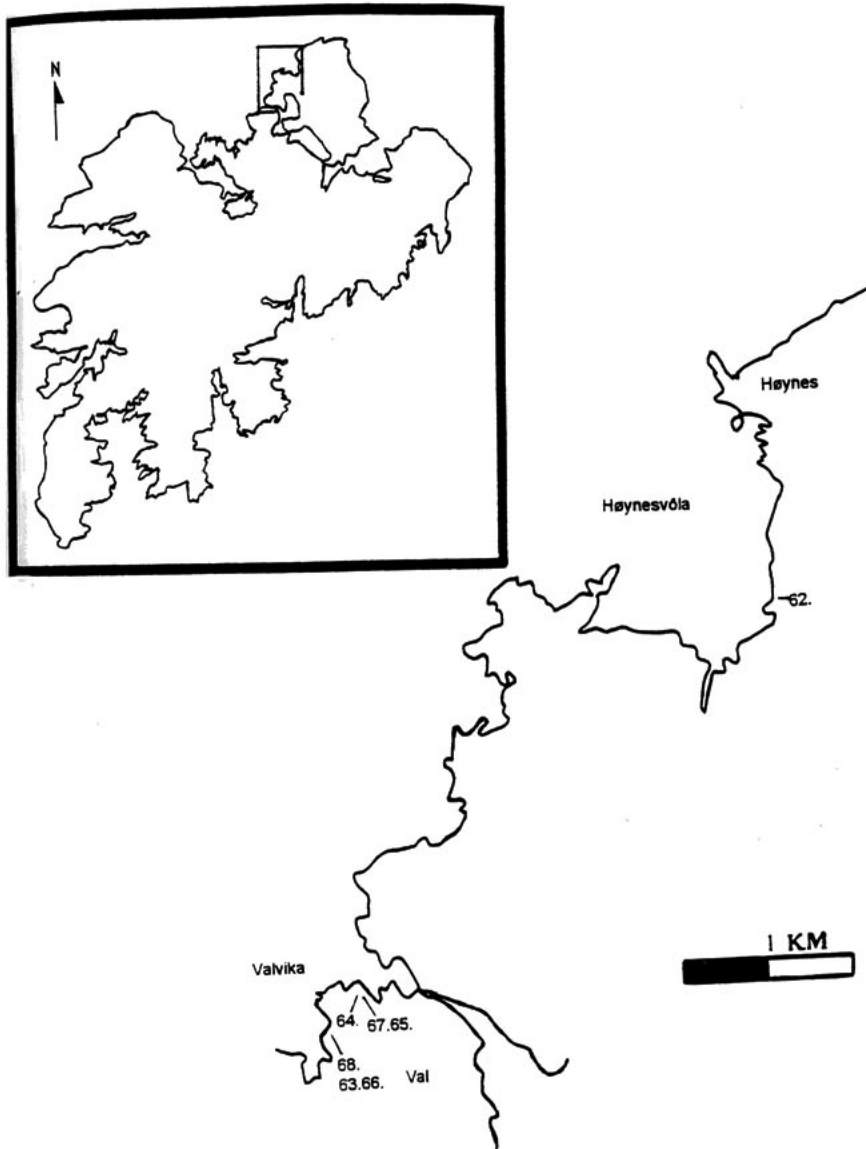 N
Høynes
Høynesvôla
62.
1 KM
Valvika
64. 67.65.
68.
63.66. Val